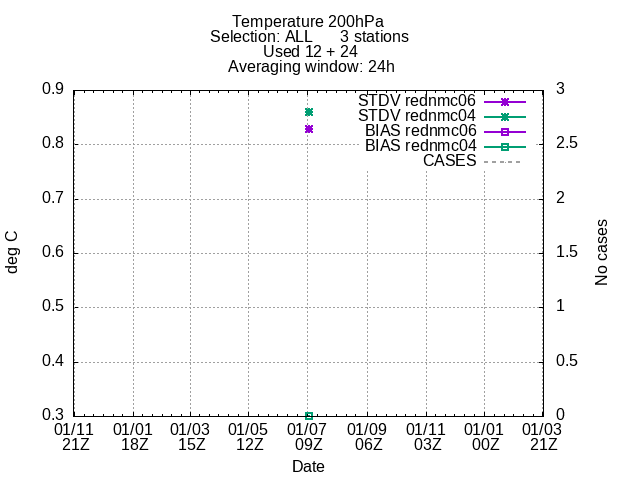 Temperature 200hPa
Selection: ALL 3 stations
Used 12 + 24
Averaging window: 24h
STDV rednmc06
STDV rednmc04
BIAS rednmc06
BIAS rednmc04
CASES
0.9
0.8
0.7
0.6
0.5
0.4
0.3
deg C
3
2.5
2
1.5
1
0.5
0
No cases
01/11 01/01 01/03 01/05 01/07 01/09 01/11 01/01 01/03
21Z 18Z 15Z 12Z 09Z 06Z 03Z 00Z 21Z
Date